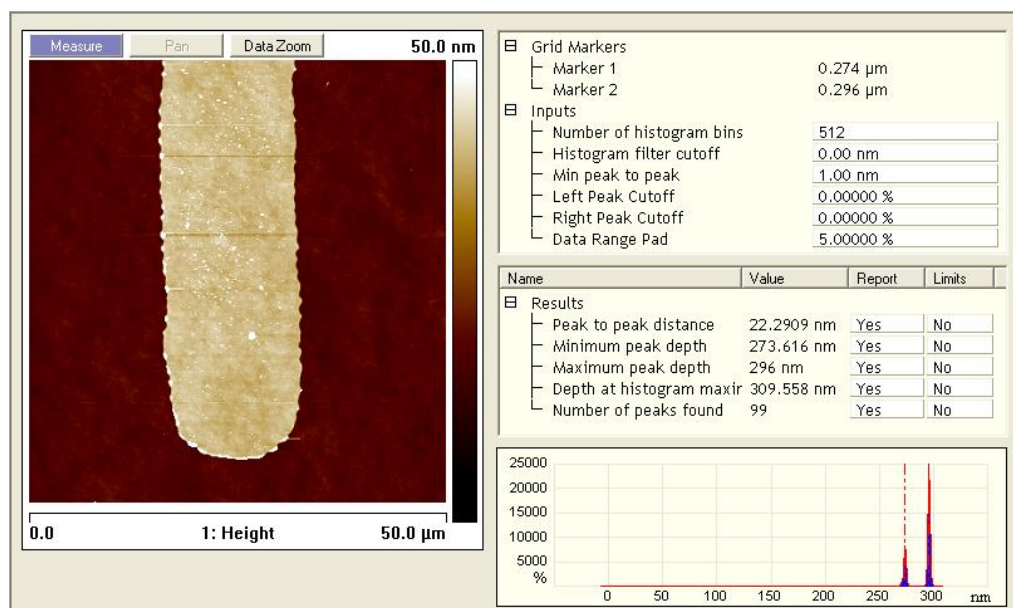 Measure Pan Data Zoom 50.0 nm
0.0 1: Height 50.0 µm
Grid Markers
Marker 1 0.274 µm
Marker 2 0.296 µm
Inputs
Number of histogram bins 512
Histogram filter cutoff 0.00 nm
Min peak to peak 1.00 nm
Left Peak Cutoff 0.00000 %
Right Peak Cutoff 0.00000 %
Data Range Pad 5.00000 %
Name Value Report Limits
Results
Peak to peak distance 22.2909 nm Yes No
Minimum peak depth 273.616 nm Yes No
Maximum peak depth 296 nm Yes No
Depth at histogram maxir 309.558 nm Yes No
Number of peaks found 99 Yes No
25000
20000
15000
10000
5000
%
0 50 100 150 200 250 300 nm